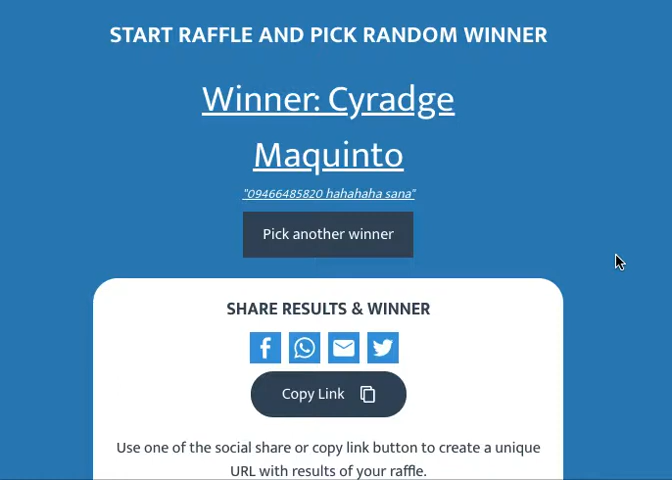 START RAFFLE AND PICK RANDOM WINNER
Winner: Cyradge
Maquinto
"09466485820 hahahaha sana"
Pick another winner
SHARE RESULTS & WINNER
Copy Link
Use one of the social share or copy link button to create a unique
URL with results of your raffle.